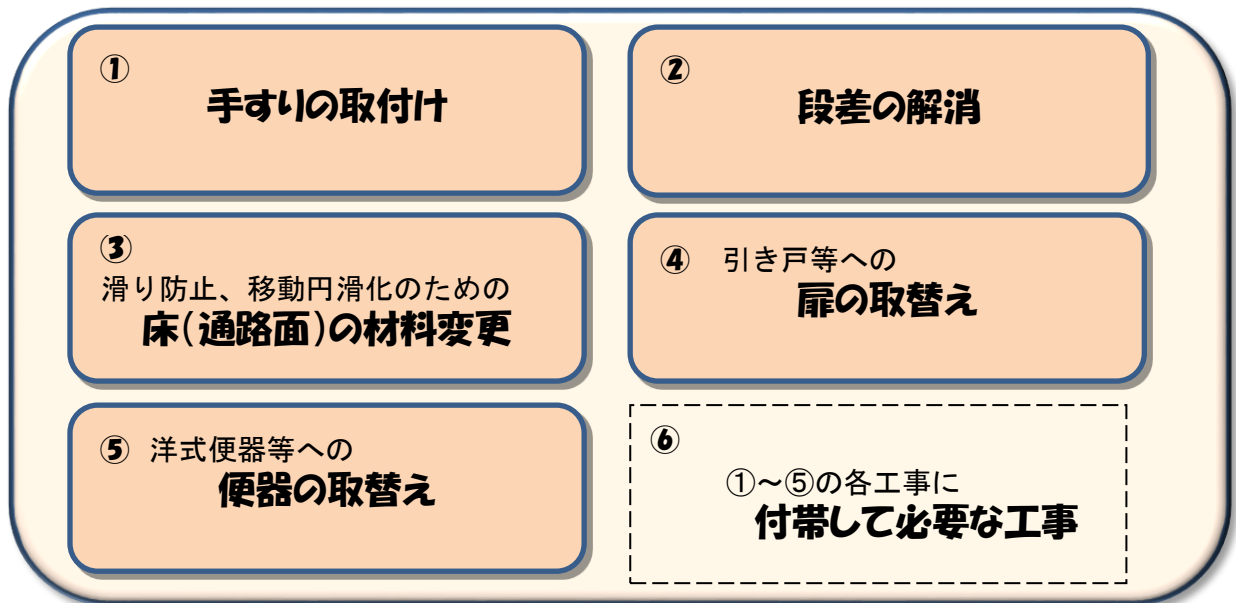 ①
手すりの取付け
②
段差の解消
③
滑り防止、移動円滑化のための
床(通路面)の材料変更
④ 引き戸等への
扉の取替え
⑤ 洋式便器等への
便器の取替え
⑥
①~⑤の各工事に
付帯して必要な工事